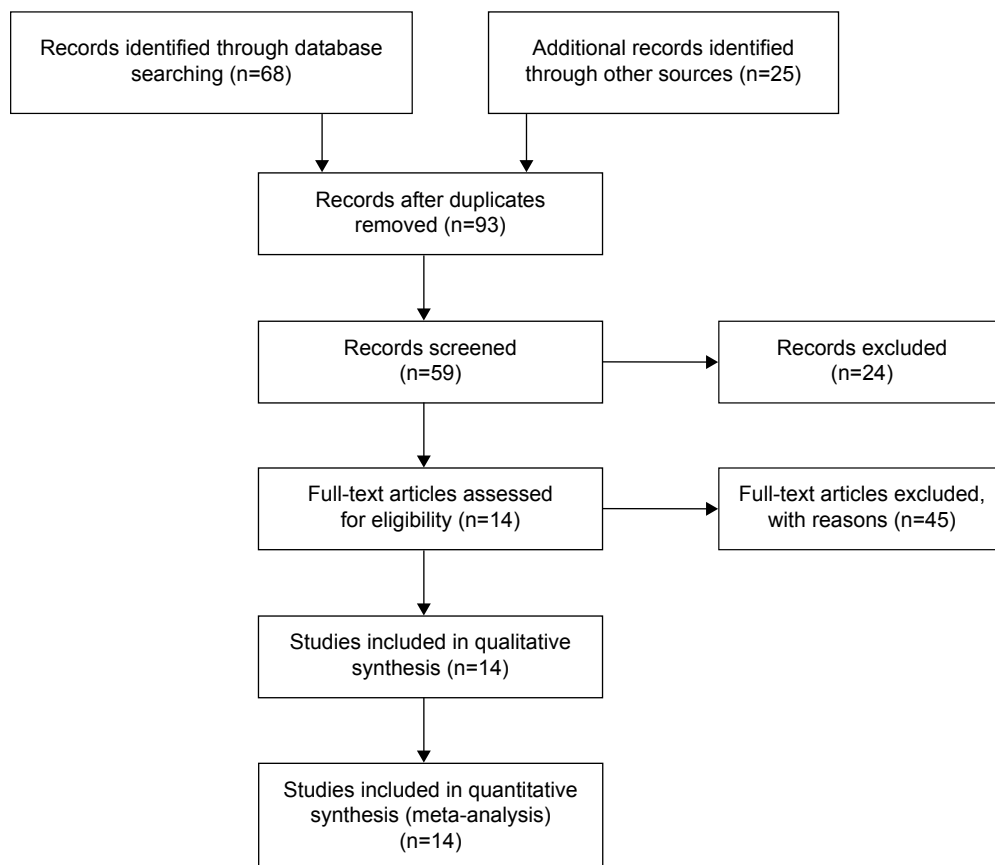 Records identified through database
searching (n=68)
Additional records identified
through other sources (n=25)
Records after duplicates
removed (n=93)
Records screened
(n=59)
Records excluded
(n=24)
Full-text articles assessed
for eligibility (n=14)
Full-text articles excluded,
with reasons (n=45)
Studies included in qualitative
synthesis (n=14)
Studies included in quantitative
synthesis (meta-analysis)
(n=14)